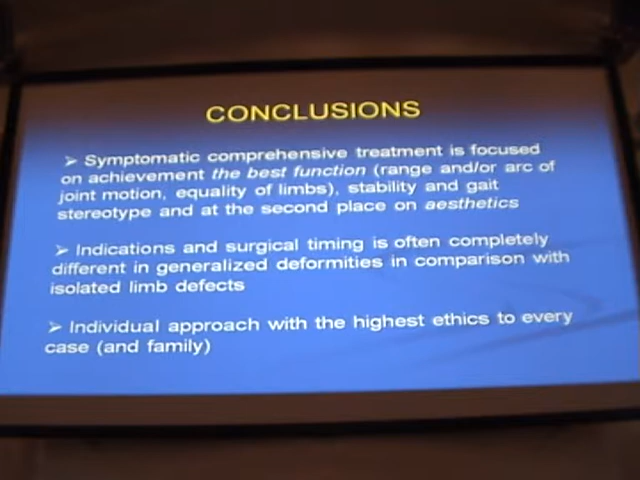 CONCLUSIONS
➢ Symptomatic comprehensive treatment is focused
on achievement the best function (range and/or arc of
joint motion, equality of limbs), stability and gait
stereotype and at the second place on aesthetics
➢ Indications and surgical timing is often completely
different in generalized deformities in comparison with
isolated limb defects
➢ Individual approach with the highest ethics to every
case (and family)